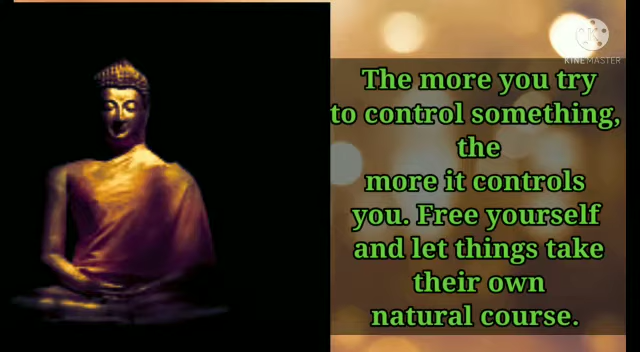 KINEMASTER
The more you try
to control something,
the
more it controls
you. Free yourself
and let things take
their own
natural course.